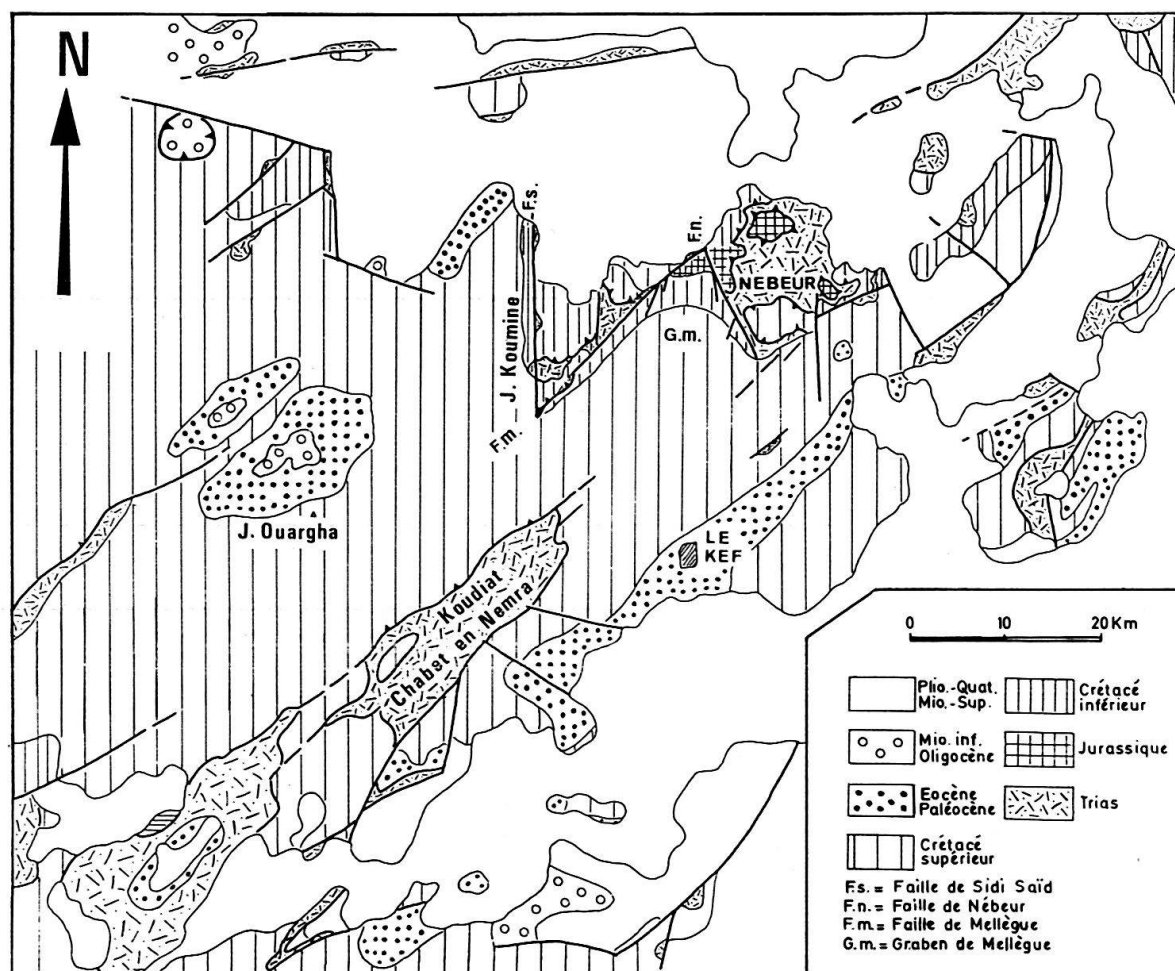 N
F.s.
F.n.
NEBEUR
J. Koumine
G.m.
F.m.
J. Ouargha
LE
KEF
Koudiat
Chabet en Nemra
0 10 20 Km
Plio.-Quat.
Mio.-Sup.
Crétacé
inférieur
Mio. inf.
Oligocène
Jurassique
Eocène
Paléocène
Trias
Crétacé
supérieur
F.s. = Faille de Sidi Saïd
F.n. = Faille de Nébeur
F.m. = Faille de Mellègue
G.m. = Graben de Mellègue